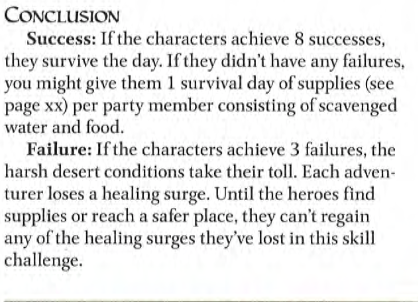 CONCLUSION
Success: If the characters achieve 8 successes,
they survive the day. If they didn't have any failures,
you might give them 1 survival day of supplies (see
page xx) per party member consisting of scavenged
water and food.
Failure: If the characters achieve 3 failures, the
harsh desert conditions take their toll. Each adven-
turer loses a healing surge. Until the heroes find
supplies or reach a safer place, they can't regain
any of the healing surges they've lost in this skill
challenge.